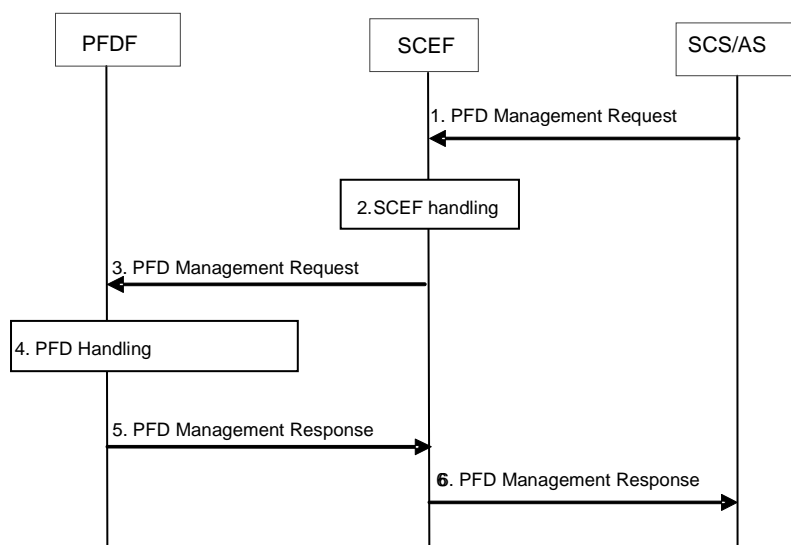 PFDF
SCEF
SCS/AS
1. PFD Management Request
2.SCEF handling
3. PFD Management Request
4. PFD Handling
5. PFD Management Response
6. PFD Management Response